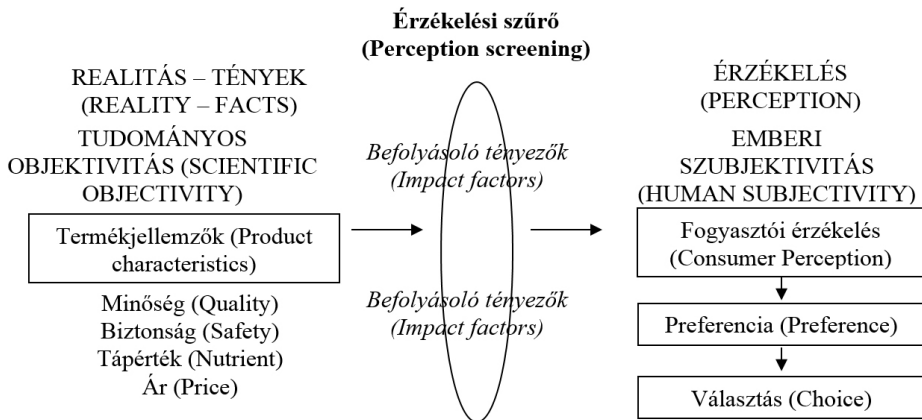 Érzékelési szűrő
(Perception screening)
REALITÁS – TÉNYEK
(REALITY – FACTS)
TUDOMÁNYOS
OBJEKTIVITÁS (SCIENTIFIC
OBJECTIVITY)
Termékjellemzők (Product
characteristics)
Minőség (Quality)
Biztonság (Safety)
Tápérték (Nutrient)
Ár (Price)
Befolyásoló tényezők
(Impact factors)
Befolyásoló tényezők
(Impact factors)
ÉRZÉKELÉS
(PERCEPTION)
EMBERI
SZUBJEKTIVITÁS
(HUMAN SUBJECTIVITY)
Fogyasztói érzékelés
(Consumer Perception)
Preferencia (Preference)
Választás (Choice)